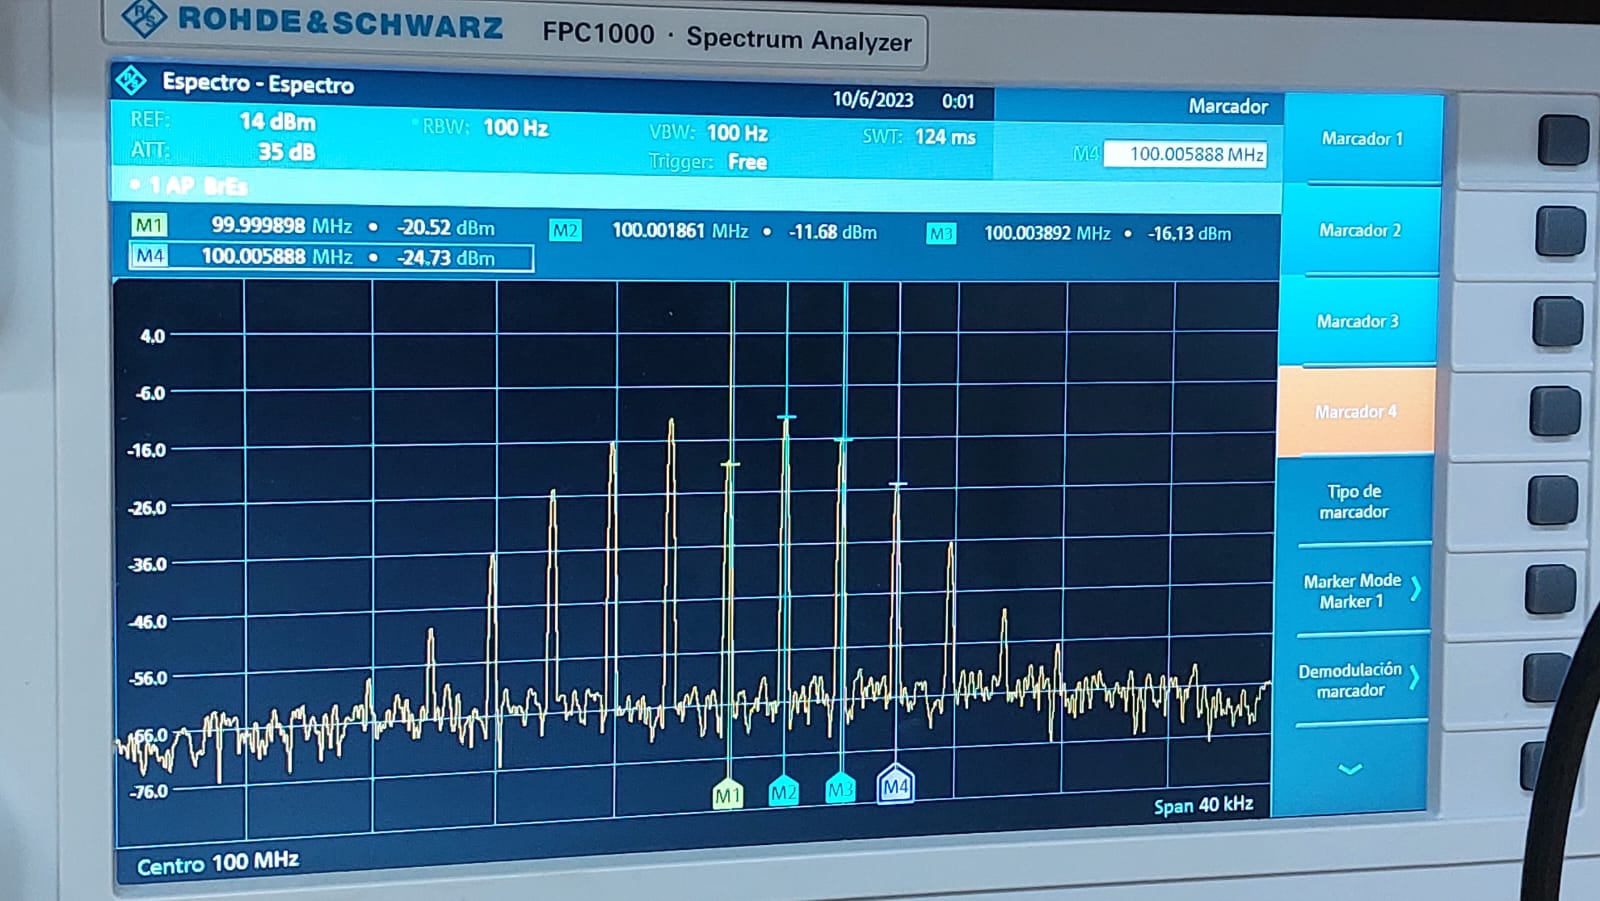 ROHDE&SCHWARZ FPC1000 · Spectrum Analyzer
Espectro - Espectro 10/6/2023 0:01 Marcador
REF: 14 dBm RBW: 100 Hz VBW: 100 Hz SWT: 124 ms
ATT: 35 dB Trigger: Free M4 100.005888 MHz
• 1 AP BrEs
M1 99.999898 MHz • -20.52 dBm M2 100.001861 MHz • -11.68 dBm M3 100.003892 MHz • -16.13 dBm
M4 100.005888 MHz • -24.73 dBm
4.0
-6.0
-16.0
-26.0
-36.0
-46.0
-56.0
-66.0
-76.0
M1 M2 M3 M4
Centro 100 MHz Span 40 kHz
Marcador 1
Marcador 2
Marcador 3
Marcador 4
Tipo de
marcador
Marker Mode
Marker 1
Demodulación
marcador